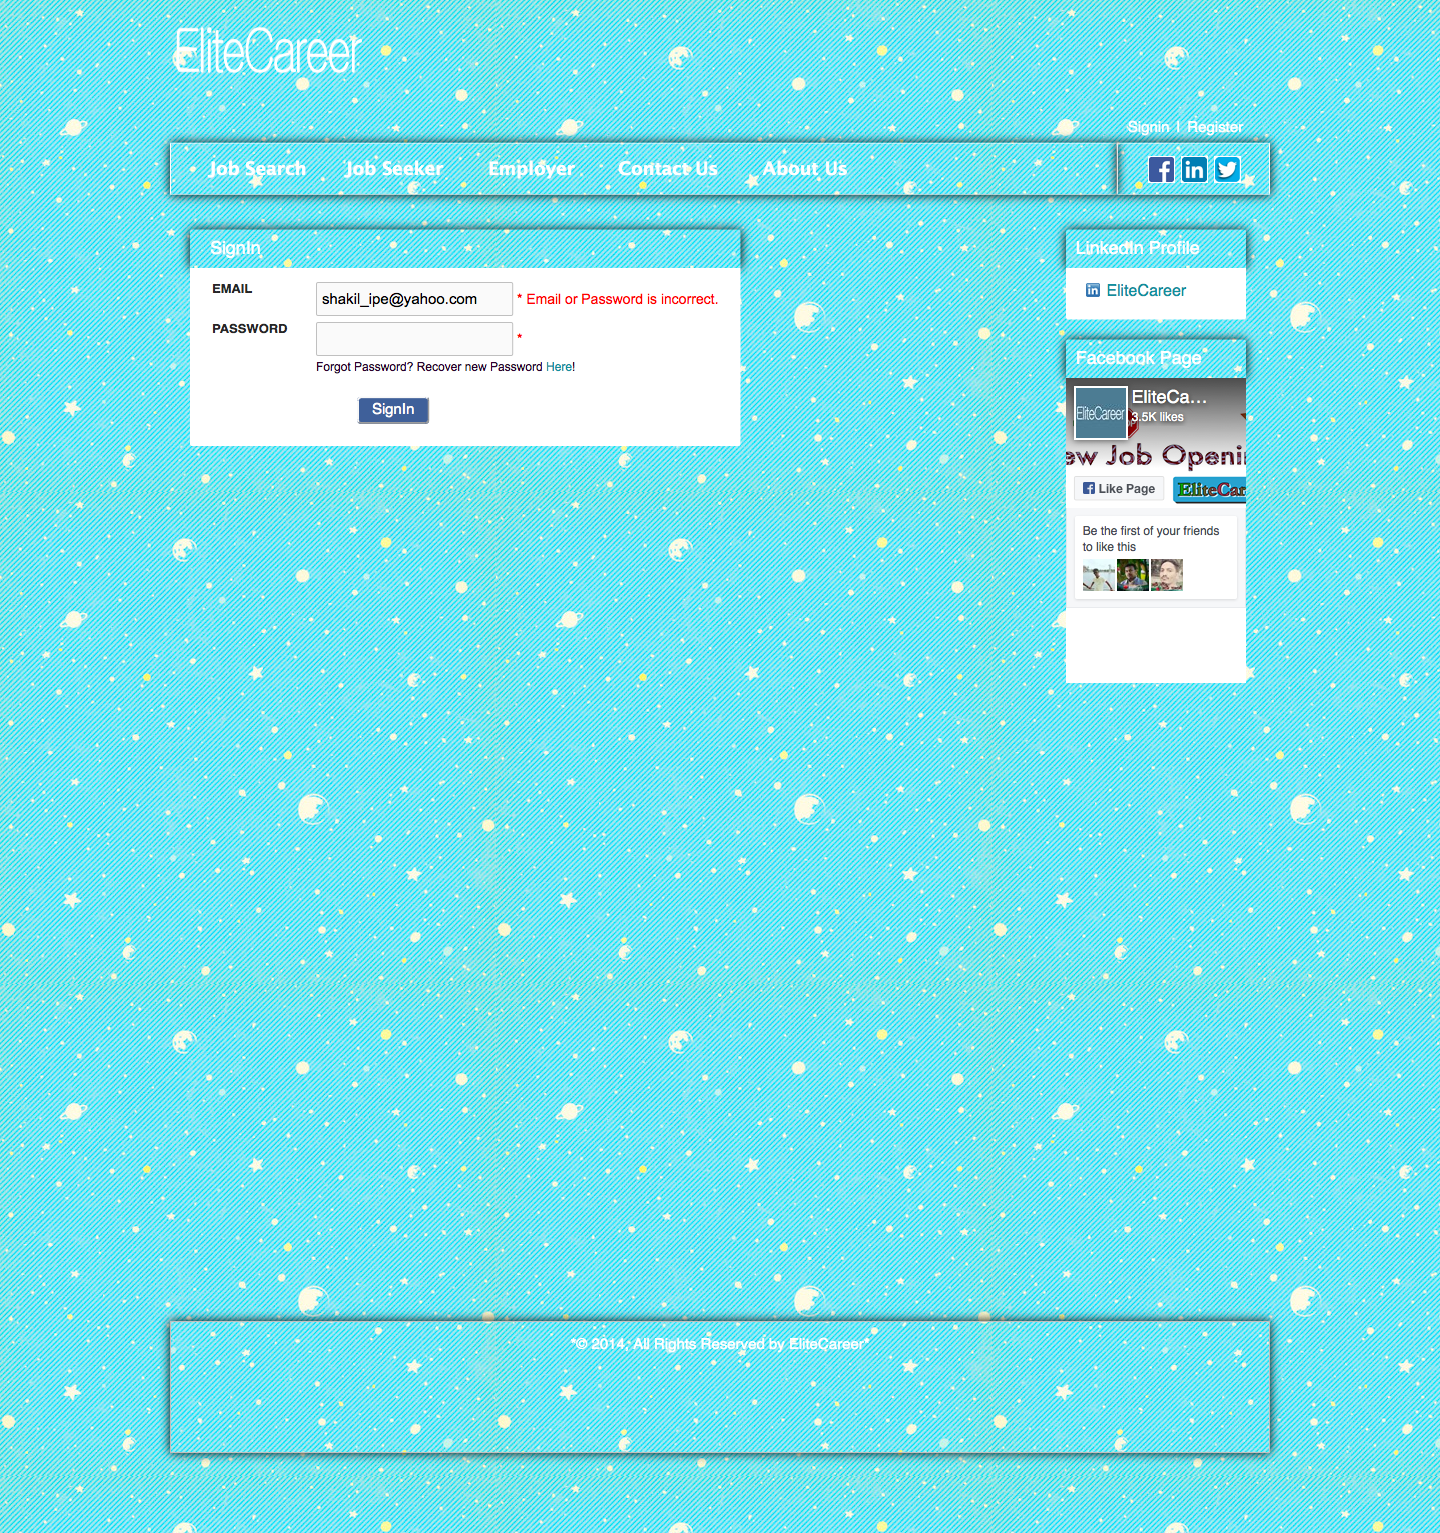 EliteCareer
Signin | Register
Job Search Job Seeker Employer Contact Us About Us
SignIn
EMAIL
shakil_ipe@yahoo.com * Email or Password is incorrect.
PASSWORD
*
Forgot Password? Recover new Password Here!
SignIn
LinkedIn Profile
in EliteCareer
Facebook Page
EliteCareer
EliteCa...
3.5K likes
ew Job Openin
Like Page
EliteCar
Be the first of your friends
to like this
*© 2014, All Rights Reserved by EliteCareer*